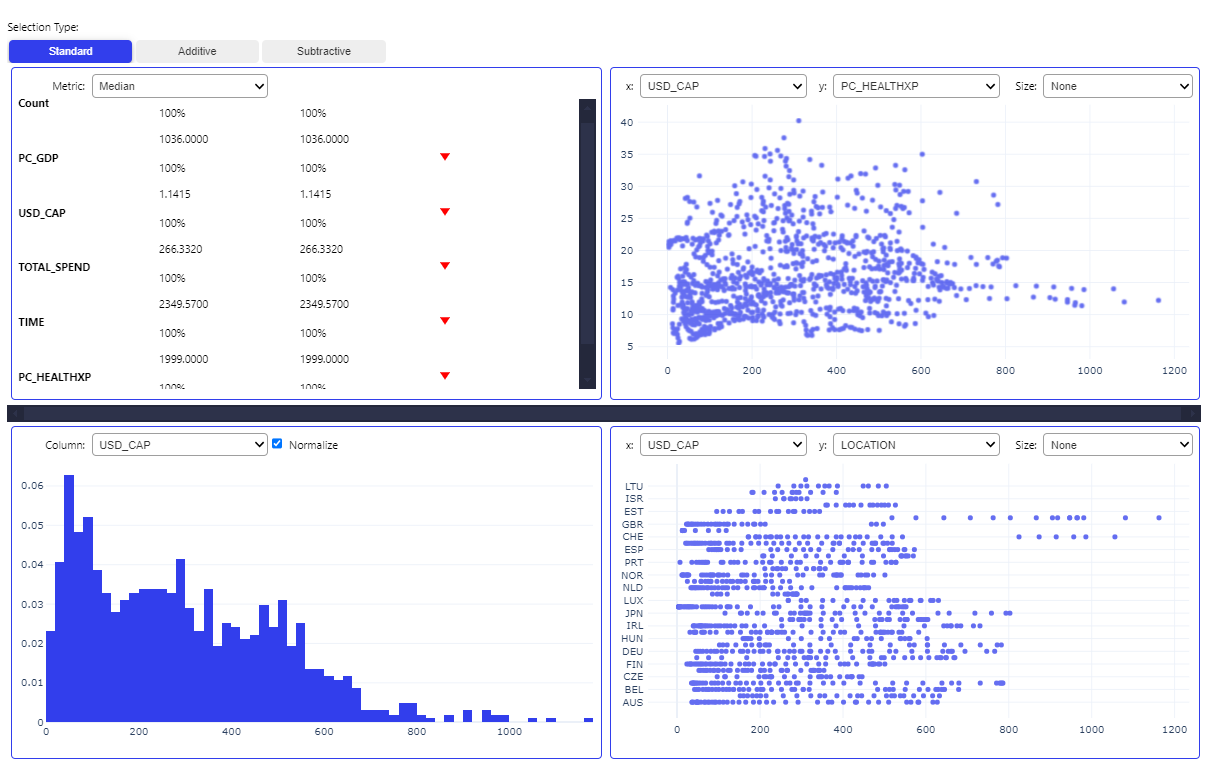 Selection Type:
Standard Additive Subtractive
Metric: Median
Count
100% 100%
1036.0000 1036.0000
PC_GDP
100% 100%
1.1415 1.1415
USD_CAP
100% 100%
266.3320 266.3320
TOTAL_SPEND
100% 100%
2349.5700 2349.5700
TIME
100% 100%
1999.0000 1999.0000
PC_HEALTHXP
100% 100%
x: USD_CAP y: PC_HEALTHXP Size: None
40
35
30
25
20
15
10
5
0 200 400 600 800 1000 1200
Column: USD_CAP Normalize
0.06
0.05
0.04
0.03
0.02
0.01
0
0 200 400 600 800 1000
x: USD_CAP y: LOCATION Size: None
LTU
ISR
EST
GBR
CHE
ESP
PRT
NOR
NLD
LUX
JPN
IRL
HUN
DEU
FIN
CZE
BEL
AUS
0 200 400 600 800 1000 1200